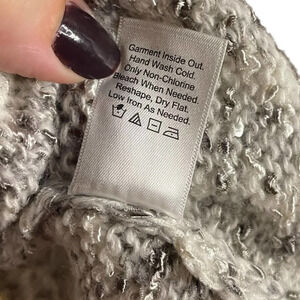 Garment Inside Out.
Hand Wash Cold.
Only Non-Chlorine
Bleach When Needed.
Reshape, Dry Flat.
Low Iron As Needed.